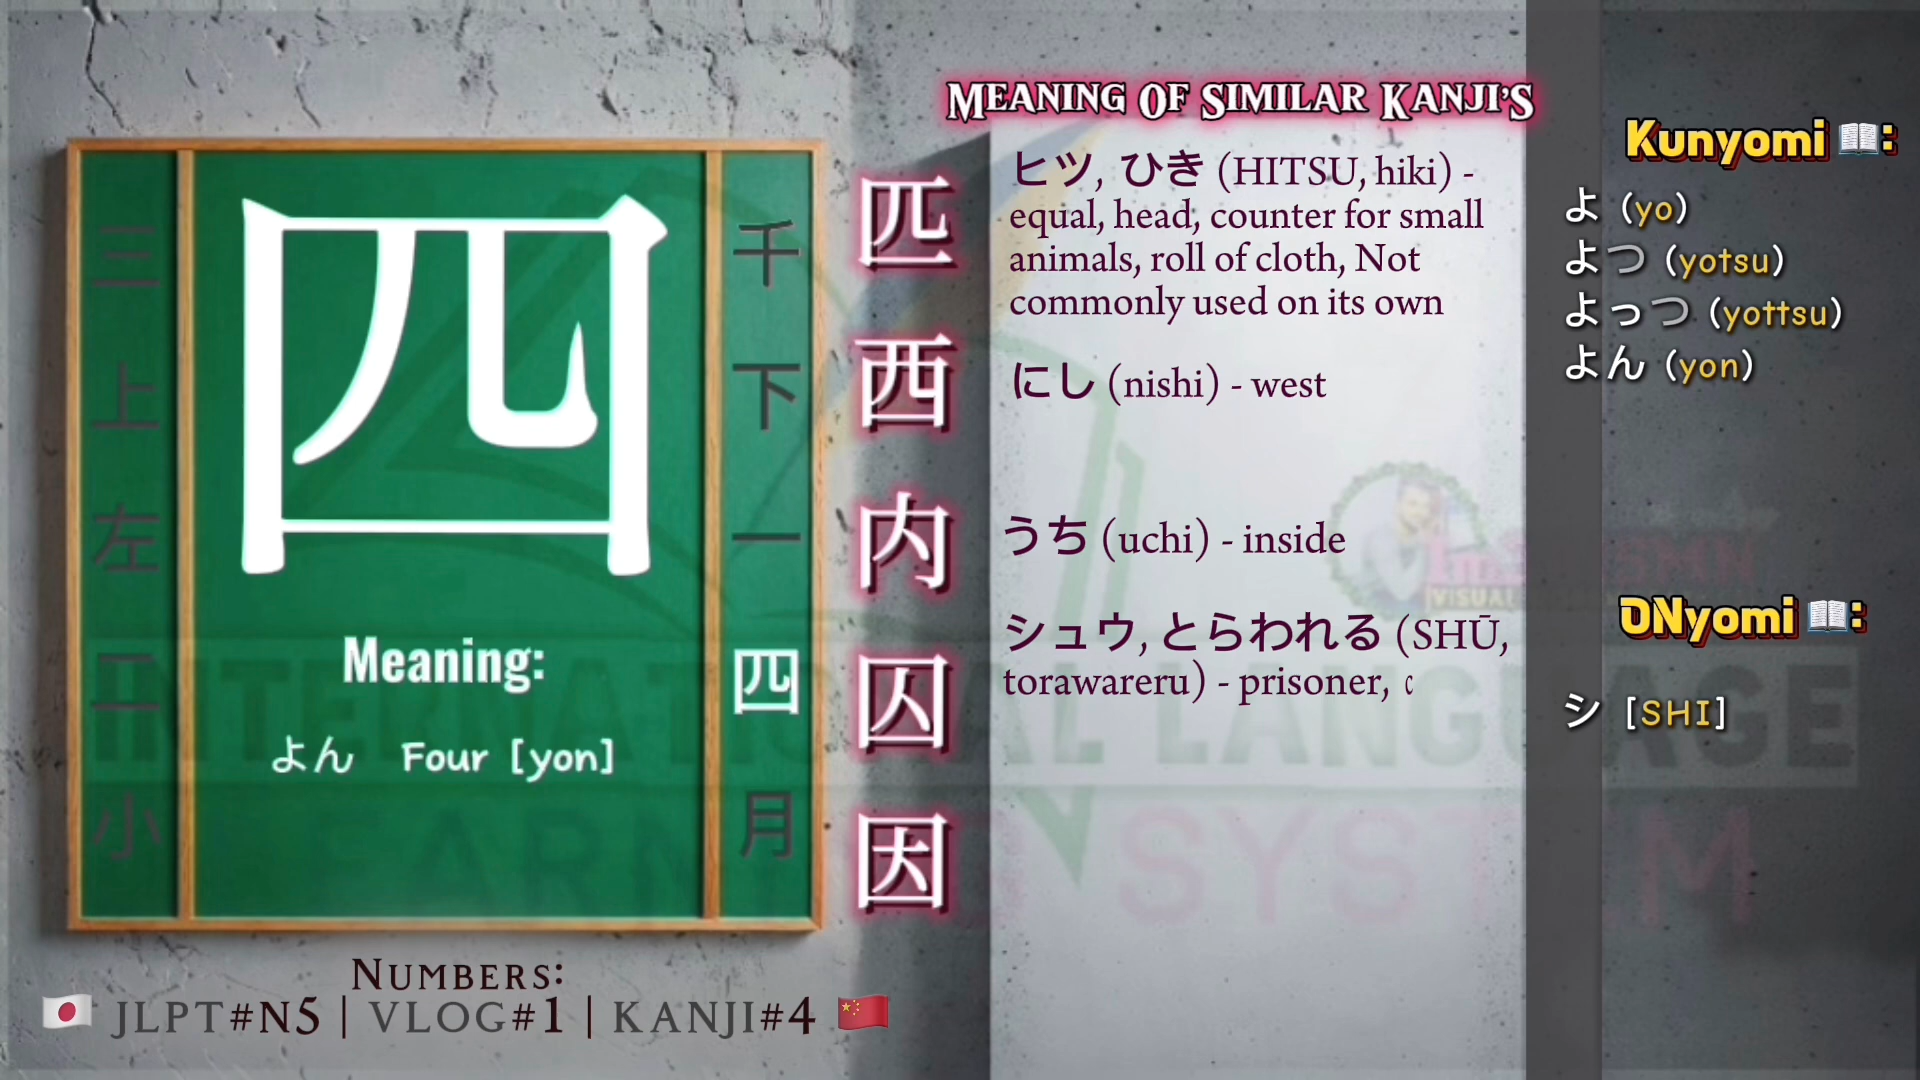 MEANING OF SIMILAR KANJI'S
三
上
左
二
小
四
Meaning:
よん Four [yon]
千
下
一
四
月
匹
西
内
囚
因
ヒツ, ひき (HITSU, hiki) -
equal, head, counter for small
animals, roll of cloth, Not
commonly used on its own
にし (nishi) - west
うち (uchi) - inside
シュウ, とらわれる (SHŪ,
torawareru) - prisoner,
Kunyomi 📖:
よ (yo)
よつ (yotsu)
よっつ (yottsu)
よん (yon)
ONyomi 📖:
シ [SHI]
INTERNATIONAL LANGUAGE
LEARNING SYSTEM
NUMBERS:
JLPT#N5 | VLOG#1 | KANJI#4